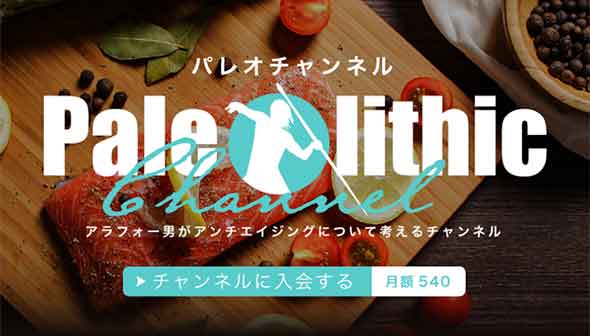 パレオチャンネル
Paleolithic
Channel
アラフォー男がアンチエイジングについて考えるチャンネル
チャンネルに入会する 月額 540